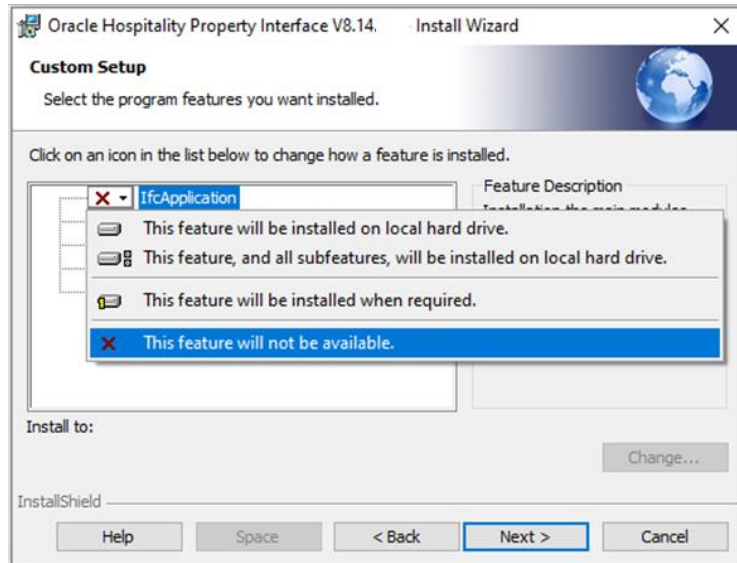 Oracle Hospitality Property Interface V8.14. Install Wizard
Custom Setup
Select the program features you want installed.
Click on an icon in the list below to change how a feature is installed.
IfcApplication
Feature Description
Installation the main modules
This feature will be installed on local hard drive.
This feature, and all subfeatures, will be installed on local hard drive.
This feature will be installed when required.
This feature will not be available.
Install to:
Change...
InstallShield
Help
Space
< Back
Next >
Cancel